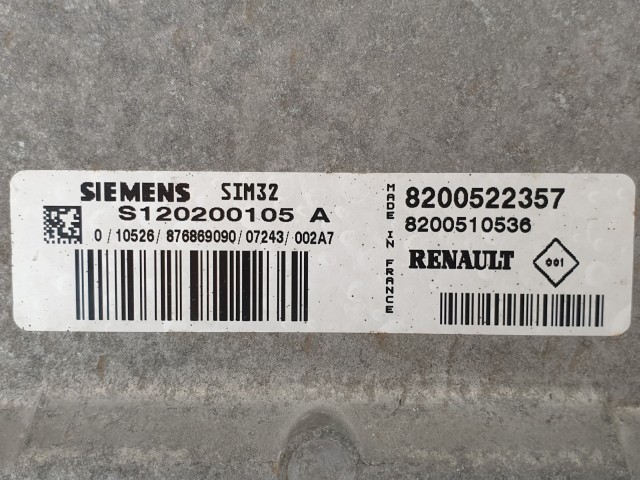 SIEMENS SIM32
S120200105 A
0 / 10526 / 876869090 / 07243 / 002A7
MADE IN FRANCE
8200522357
8200510536
RENAULT
001